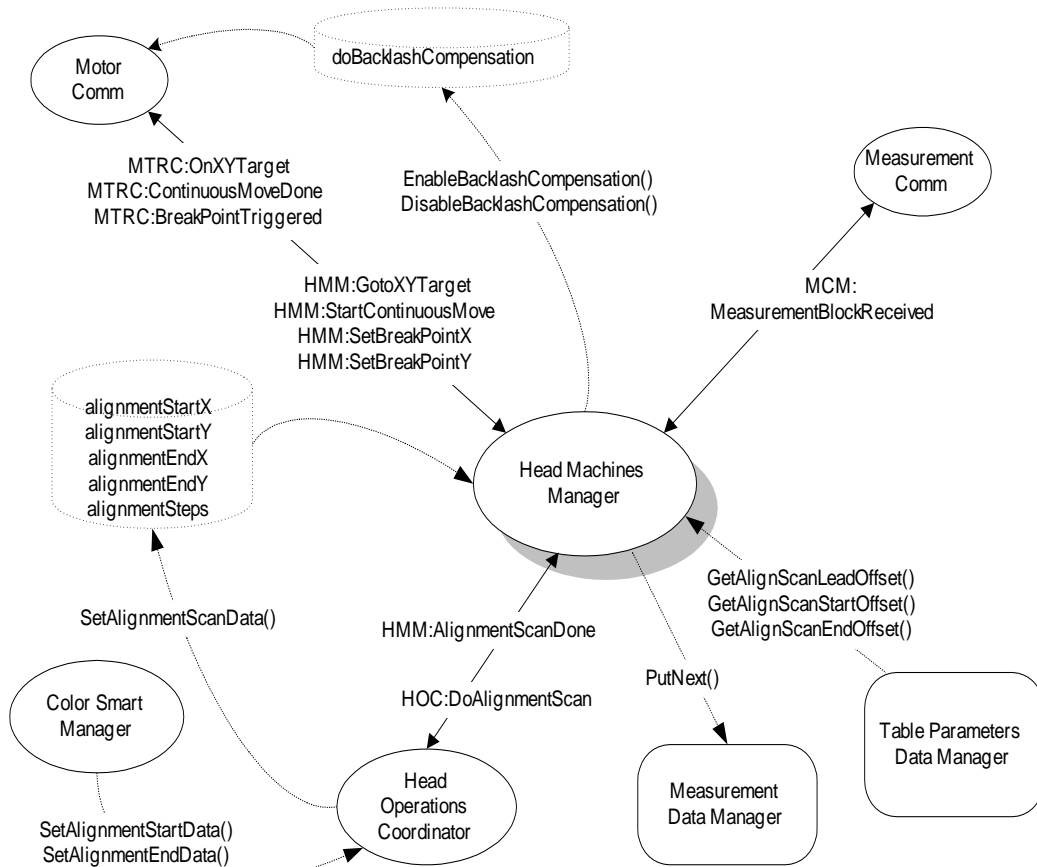 doBacklashCompensation
Motor
Comm
MTRC:OnXYTarget
MTRC:ContinuousMoveDone
MTRC:BreakPointTriggered
EnableBacklashCompensation()
DisableBacklashCompensation()
Measurement
Comm
HMM:GotoXYTarget
HMM:StartContinuousMove
HMM:SetBreakPointX
HMM:SetBreakPointY
MCM:
MeasurementBlockReceived
alignmentStartX
alignmentStartY
alignmentEndX
alignmentEndY
alignmentSteps
Head Machines
Manager
SetAlignmentScanData()
HMM:AlignmentScanDone
HOC:DoAlignmentScan
GetAlignScanLeadOffset()
GetAlignScanStartOffset()
GetAlignScanEndOffset()
PutNext()
Color Smart
Manager
Table Parameters
Data Manager
Head
Operations
Coordinator
Measurement
Data Manager
SetAlignmentStartData()
SetAlignmentEndData()